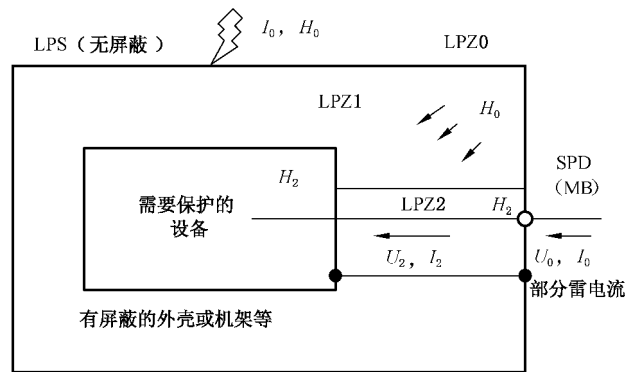 LPS（无屏蔽）
I₀，H₀
LPZ0
LPZ1
H₀
SPD
（MB）
H₂
需要保护的
设备
LPZ2
H₂
U₂，I₂
U₀，I₀
部分雷电流
有屏蔽的外壳或机架等